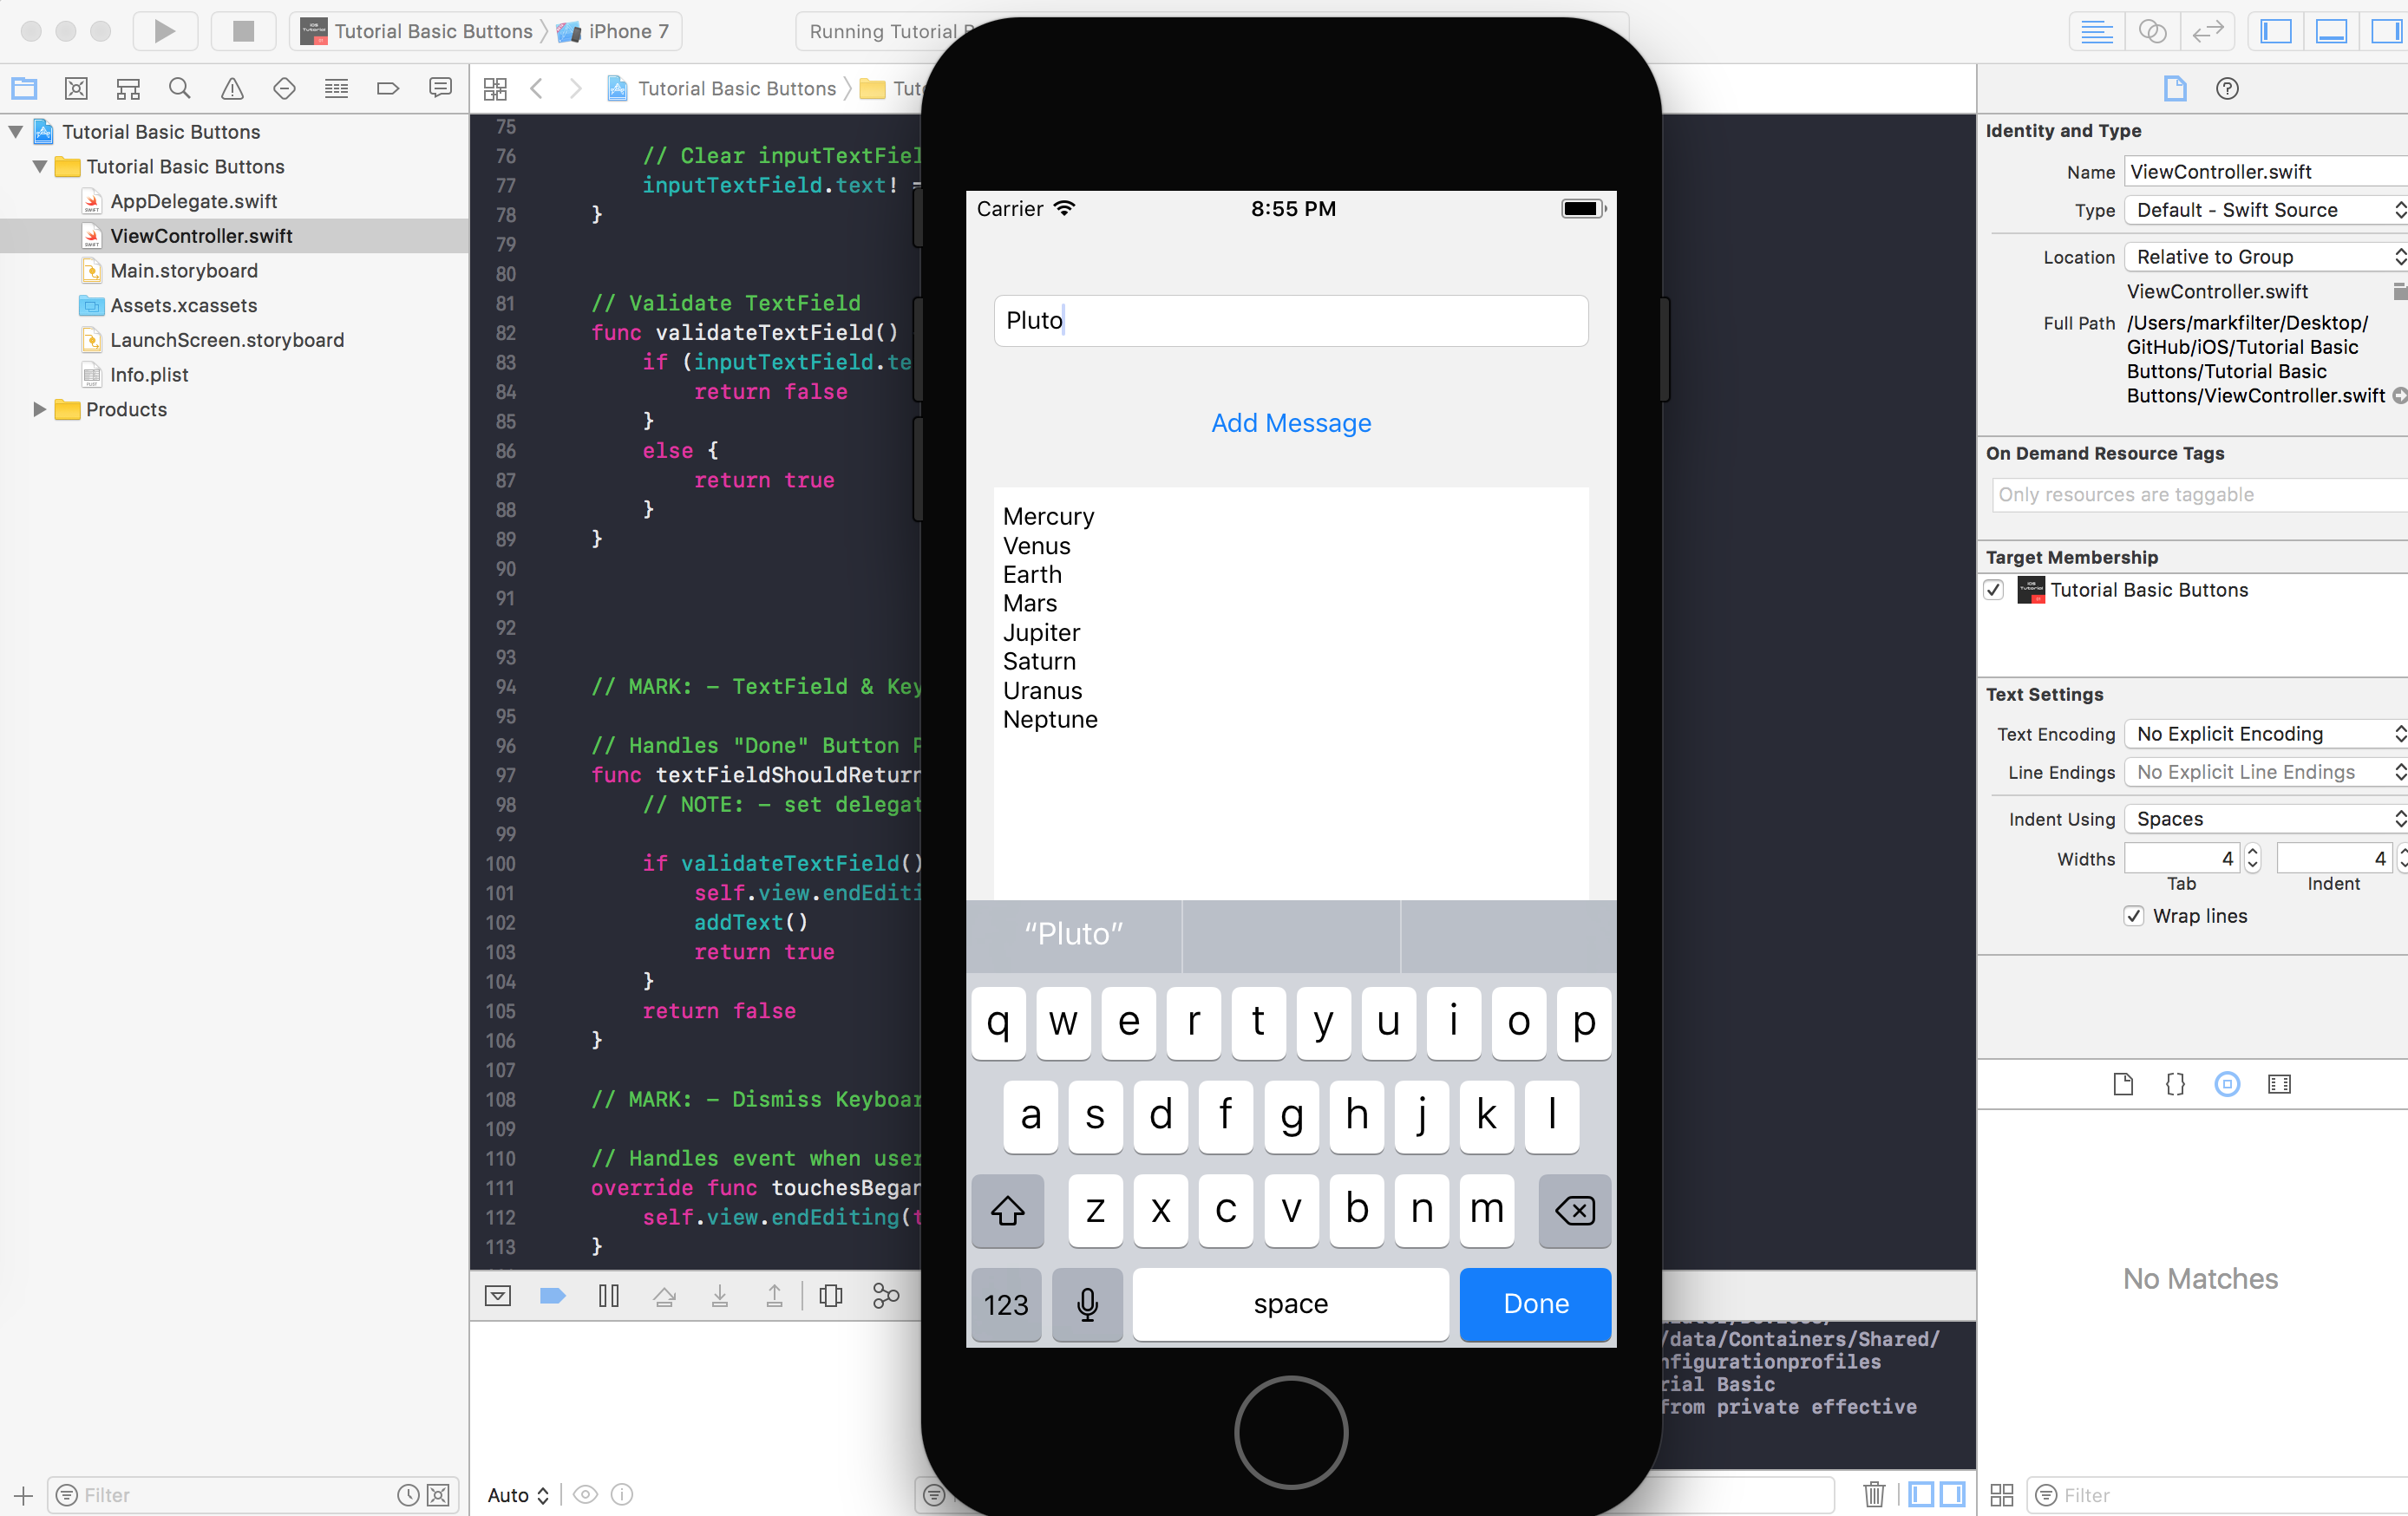 Tutorial Basic Buttons iPhone 7
Running Tutorial
Tutorial Basic Buttons
Tutorial Basic Buttons
Tutorial Basic Buttons
AppDelegate.swift
ViewController.swift
Main.storyboard
Assets.xcassets
LaunchScreen.storyboard
Info.plist
Products
Filter
75
76 // Clear inputTextFiel
77 inputTextField.text! =
78 }
79
80
81 // Validate TextField
82 func validateTextField()
83 if (inputTextField.te
84 return false
85 }
86 else {
87 return true
88 }
89 }
90
91
92
93
94 // MARK: – TextField & Key
95
96 // Handles "Done" Button P
97 func textFieldShouldReturn
98 // NOTE: – set delegat
99
100 if validateTextField()
101 self.view.endEditi
102 addText()
103 return true
104 }
105 return false
106 }
107
108 // MARK: – Dismiss Keyboar
109
110 // Handles event when user
111 override func touchesBegan
112 self.view.endEditing(t
113 }
Auto
Carrier 8:55 PM
Pluto
Add Message
Mercury
Venus
Earth
Mars
Jupiter
Saturn
Uranus
Neptune
“Pluto”
q w e r t y u i o p
a s d f g h j k l
z x c v b n m
123 space Done
/data/Containers/Shared/
nfigurationprofiles
rial Basic
from private effective
Identity and Type
Name ViewController.swift
Type Default - Swift Source
Location Relative to Group
ViewController.swift
Full Path /Users/markfilter/Desktop/
GitHub/iOS/Tutorial Basic
Buttons/Tutorial Basic
Buttons/ViewController.swift
On Demand Resource Tags
Only resources are taggable
Target Membership
Tutorial Basic Buttons
Text Settings
Text Encoding No Explicit Encoding
Line Endings No Explicit Line Endings
Indent Using Spaces
Widths 4 4
Tab Indent
Wrap lines
No Matches
Filter